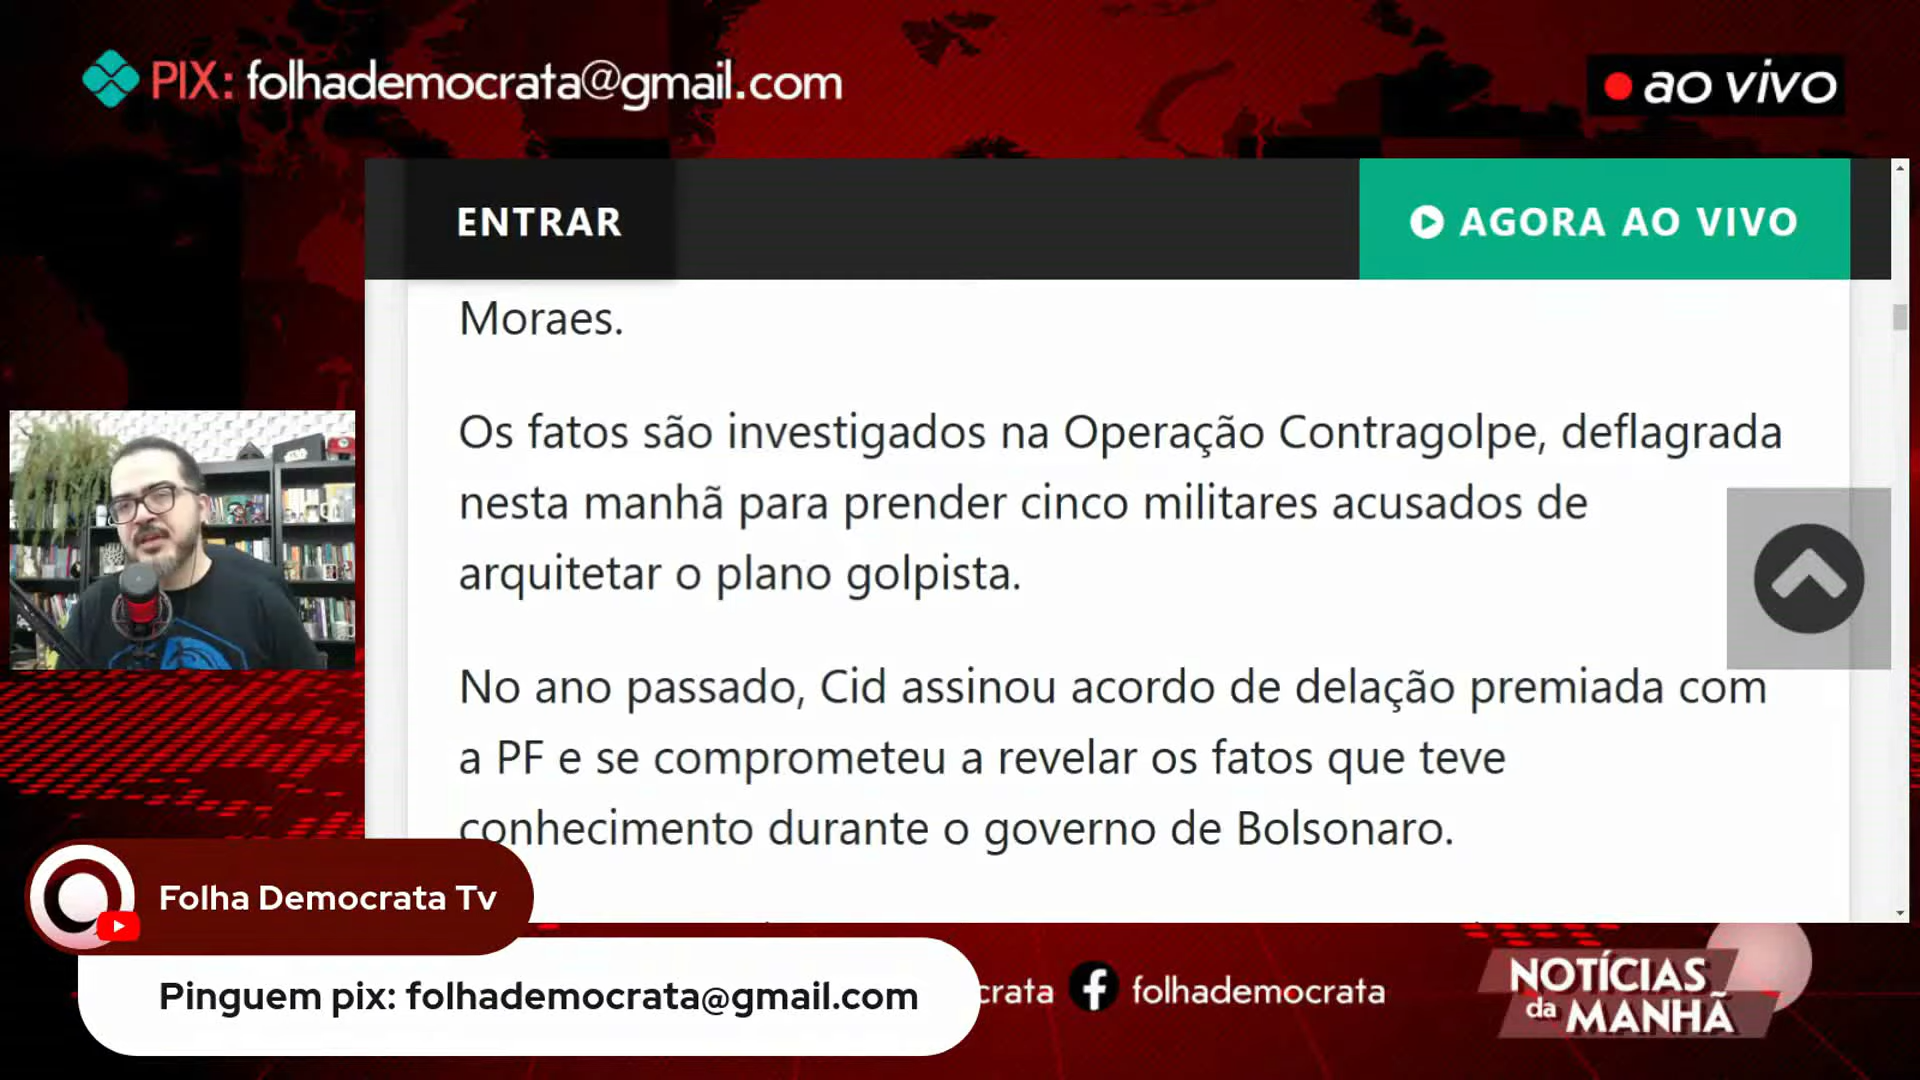 PIX: folhademocrata@gmail.com
ao vivo
ENTRAR
AGORA AO VIVO
Moraes.
Os fatos são investigados na Operação Contragolpe, deflagrada
nesta manhã para prender cinco militares acusados de
arquitetar o plano golpista.
No ano passado, Cid assinou acordo de delação premiada com
a PF e se comprometeu a revelar os fatos que teve
conhecimento durante o governo de Bolsonaro.
Folha Democrata Tv
Pinguem pix: folhademocrata@gmail.com
crata
folhademocrata
NOTÍCIAS
da MANHÃ